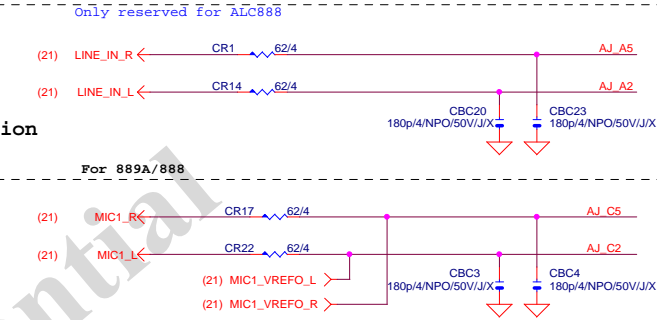 Only reserved for ALC888
(21) LINE_IN_R CR1 62/4 AJ_A5
(21) LINE_IN_L CR14 62/4 AJ_A2
CBC20 CBC23
180p/4/NPO/50V/J/X 180p/4/NPO/50V/J/X
ion
For 889A/888
(21) MIC1_R CR17 62/4 AJ_C5
(21) MIC1_L CR22 62/4 AJ_C2
(21) MIC1_VREFO_L CBC3 CBC4
180p/4/NPO/50V/J/X 180p/4/NPO/50V/J/X
(21) MIC1_VREFO_R
ntial